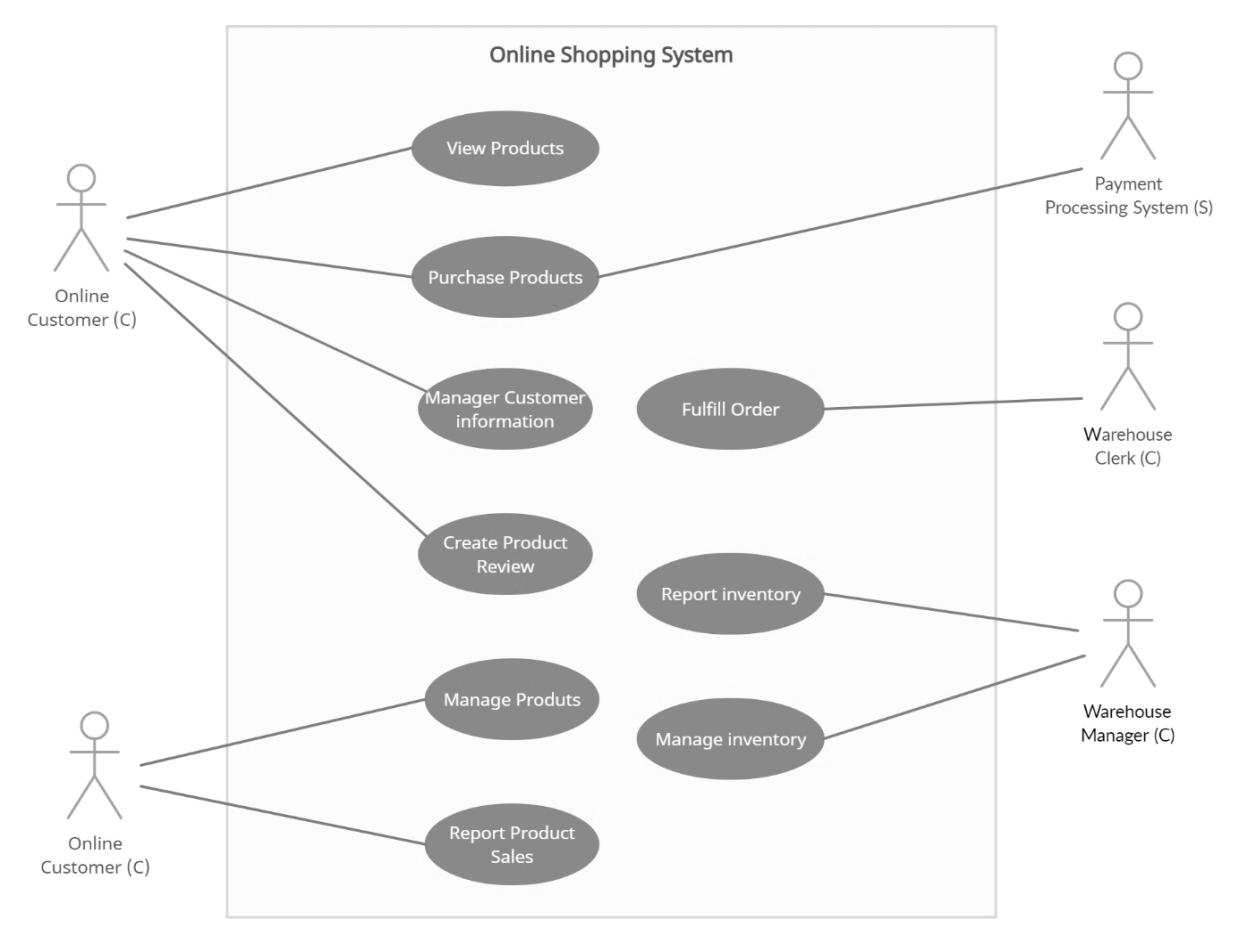 Online Shopping System
View Products
Payment
Processing System (S)
Purchase Products
Online
Customer (C)
Manager Customer
information
Fulfill Order
Warehouse
Clerk (C)
Create Product
Review
Report inventory
Manage Produts
Warehouse
Manager (C)
Manage inventory
Report Product
Sales
Online
Customer (C)